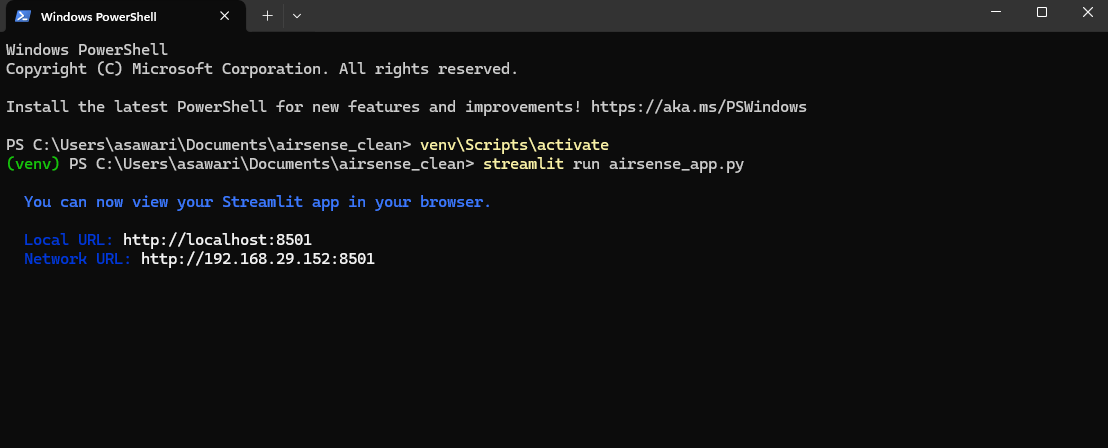 Windows PowerShell
Windows PowerShell
Copyright (C) Microsoft Corporation. All rights reserved.
Install the latest PowerShell for new features and improvements! https://aka.ms/PSWindows
PS C:\Users\asawari\Documents\airsense_clean> venv\Scripts\activate
(venv) PS C:\Users\asawari\Documents\airsense_clean> streamlit run airsense_app.py
You can now view your Streamlit app in your browser.
Local URL: http://localhost:8501
Network URL: http://192.168.29.152:8501